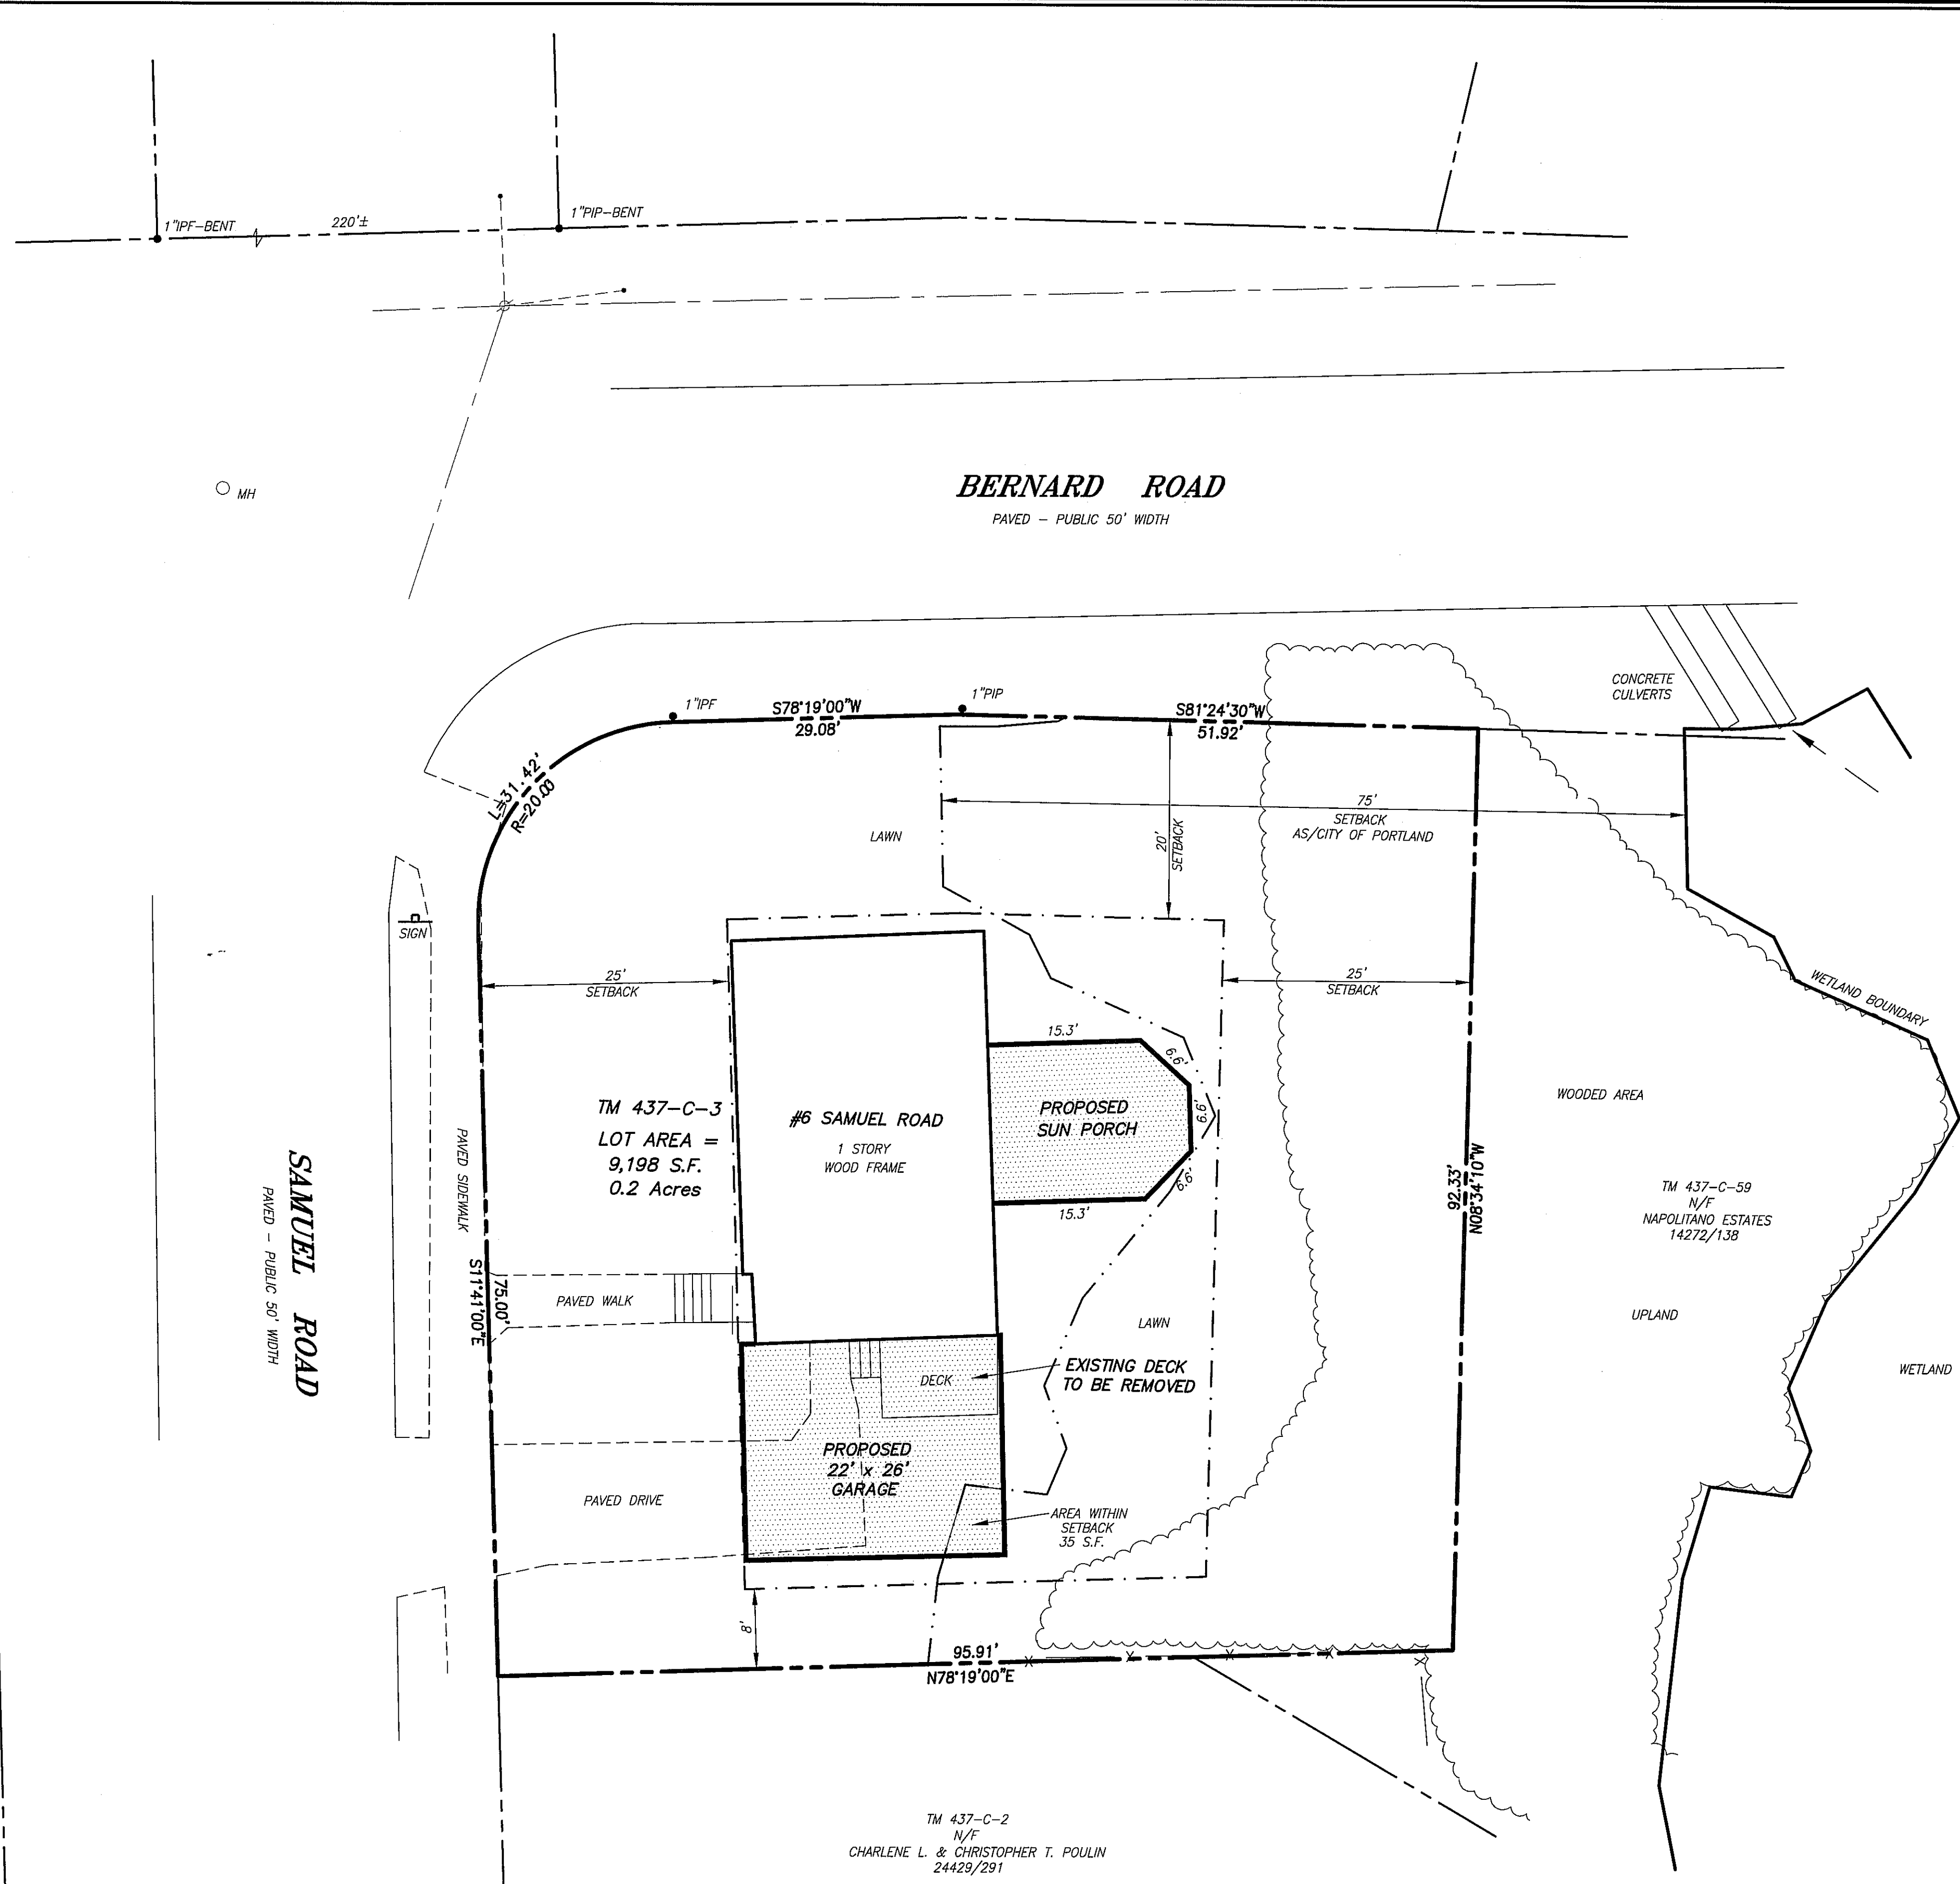 1"IPF-BENT
220'±
1"PIP-BENT
MH
BERNARD ROAD
PAVED – PUBLIC 50' WIDTH
CONCRETE
CULVERTS
1"IPF
S78°19'00"W
29.08'
1"PIP
S81°24'30"W
51.92'
L=31.42'
R=20.00
75'
SETBACK
AS/CITY OF PORTLAND
LAWN
20'
SETBACK
SIGN
25'
SETBACK
25'
SETBACK
WETLAND BOUNDARY
15.3'
6.6'
6.6'
6.6'
15.3'
PROPOSED
SUN PORCH
TM 437-C-3
LOT AREA =
9,198 S.F.
0.2 Acres
#6 SAMUEL ROAD
1 STORY
WOOD FRAME
WOODED AREA
92.33'
N08°34'10"W
TM 437-C-59
N/F
NAPOLITANO ESTATES
14272/138
SAMUEL ROAD
PAVED – PUBLIC 50' WIDTH
PAVED SIDEWALK
S11°41'00"E
75.00'
PAVED WALK
LAWN
UPLAND
WETLAND
DECK
EXISTING DECK
TO BE REMOVED
PROPOSED
22' x 26'
GARAGE
PAVED DRIVE
AREA WITHIN
SETBACK
35 S.F.
8'
95.91'
N78°19'00"E
TM 437-C-2
N/F
CHARLENE L. & CHRISTOPHER T. POULIN
24429/291